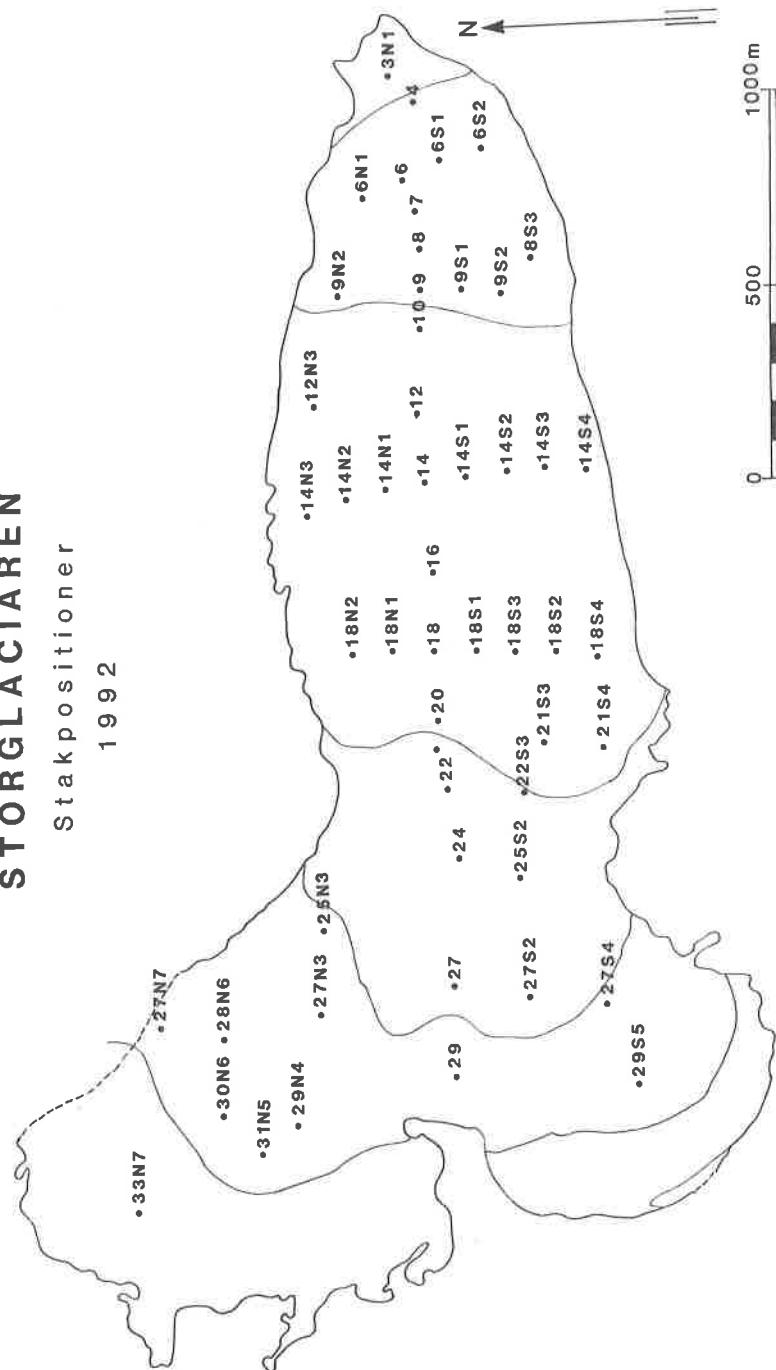 STORGLACIÄREN
Stakpositioner
1992
N
3N1
4
6N1
6
6S1
6S2
7
8
8S3
9N2
9
9S1
9S2
10
12N3
12
14N3
14N2
14N1
14
14S1
14S2
14S3
14S4
16
18N2
18N1
18
18S1
18S3
18S2
18S4
20
21S3
21S4
22
22S3
24
25N3
25S2
27N7
27N3
27
27S2
27S4
28N6
29N4
29
29S5
30N6
31N5
33N7
0
500
1000m